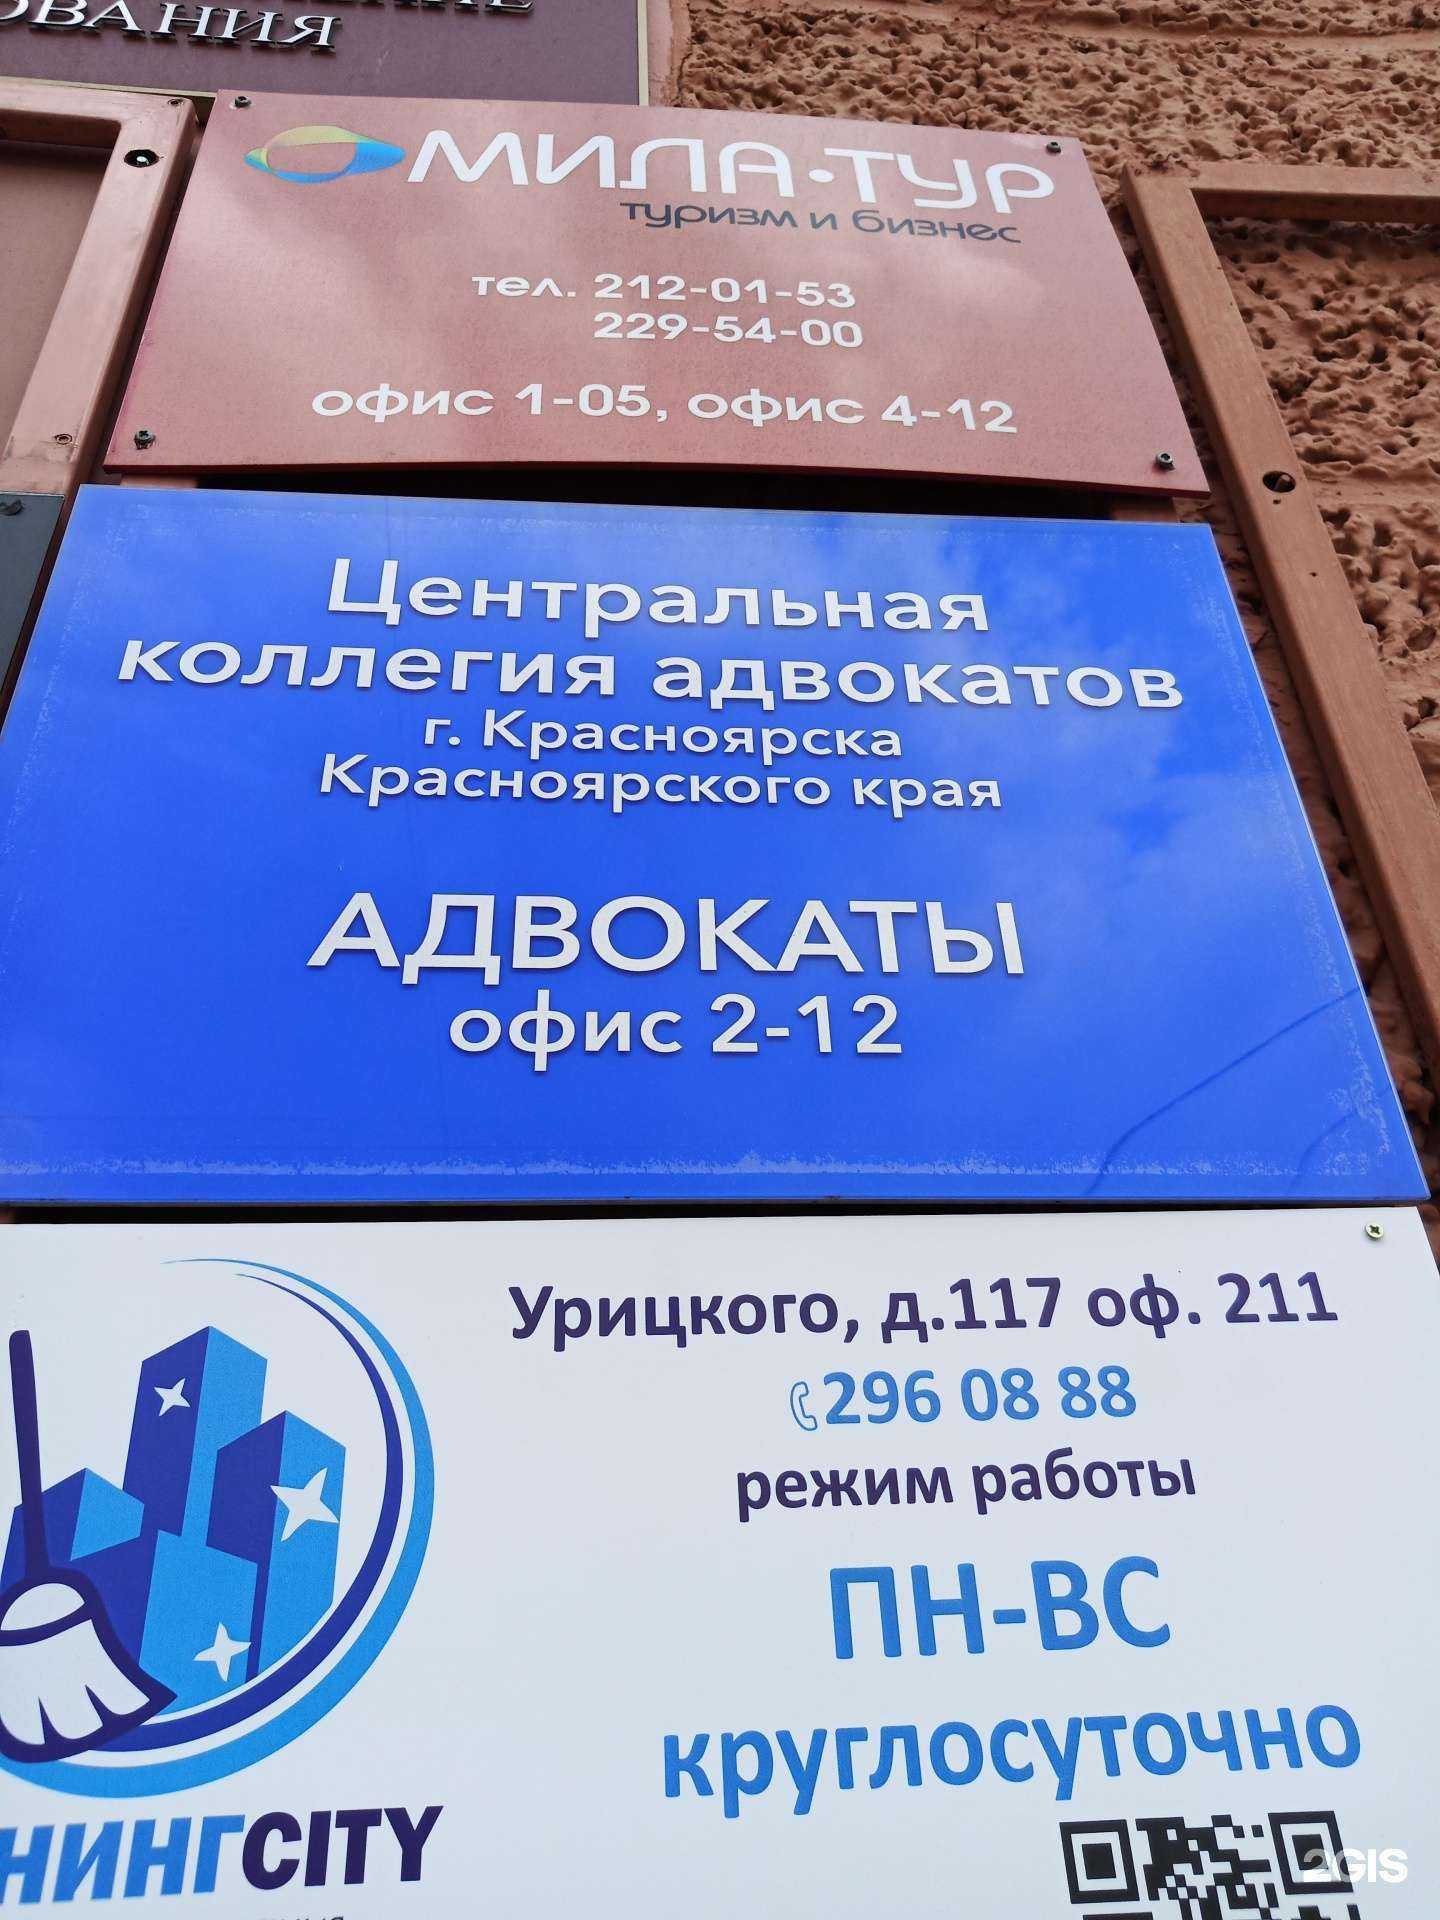 ОВАНИЯ
МИЛА·ТУР
туризм и бизнес
тел. 212-01-53
229-54-00
офис 1-05, офис 4-12
Центральная
коллегия адвокатов
г. Красноярска
Красноярского края
АДВОКАТЫ
офис 2-12
Урицкого, д.117 оф. 211
296 08 88
режим работы
ПН-ВС
круглосуточно
НИНГCITY
2GIS